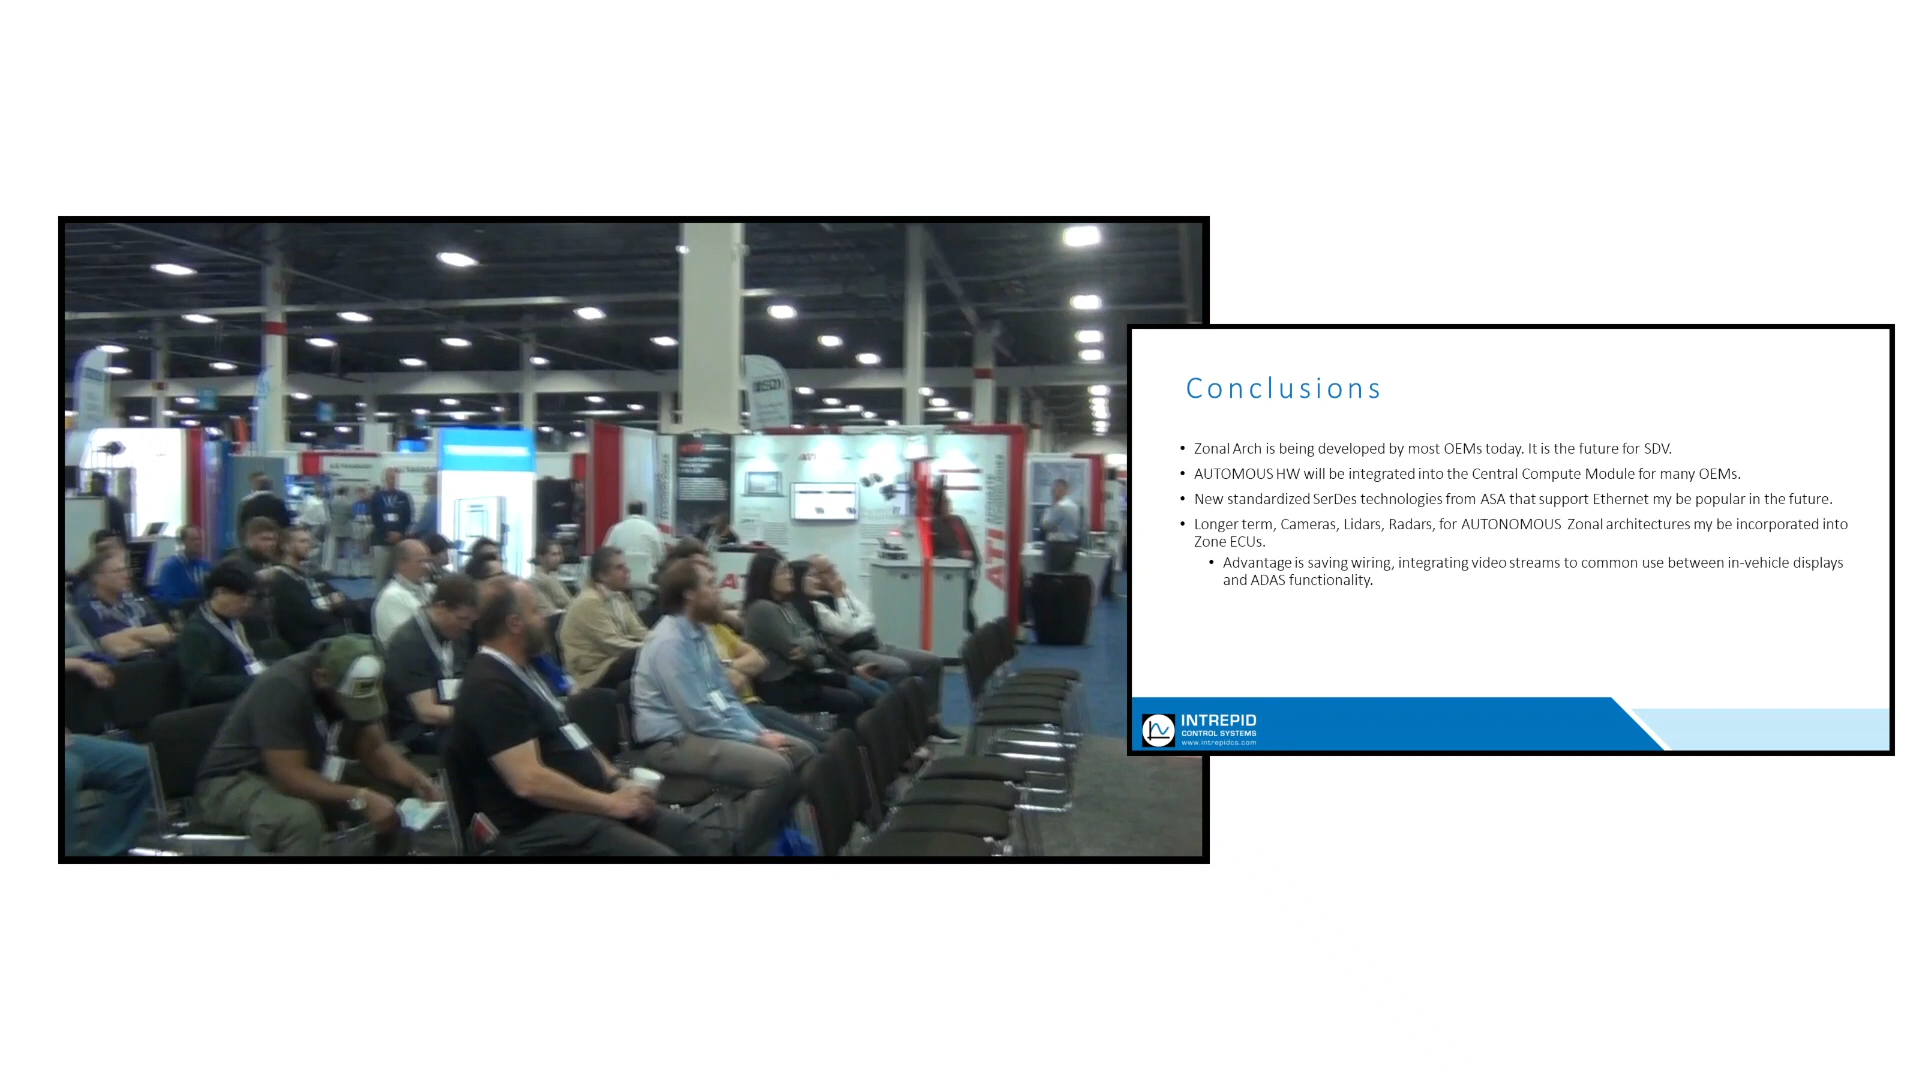 ATI
ATI
Conclusions
• Zonal Arch is being developed by most OEMs today. It is the future for SDV.
• AUTOMOUS HW will be integrated into the Central Compute Module for many OEMs.
• New standardized SerDes technologies from ASA that support Ethernet my be popular in the future.
• Longer term, Cameras, Lidars, Radars, for AUTONOMOUS Zonal architectures my be incorporated into
Zone ECUs.
• Advantage is saving wiring, integrating video streams to common use between in-vehicle displays
and ADAS functionality.
INTREPID
CONTROL SYSTEMS
www.intrepidcs.com